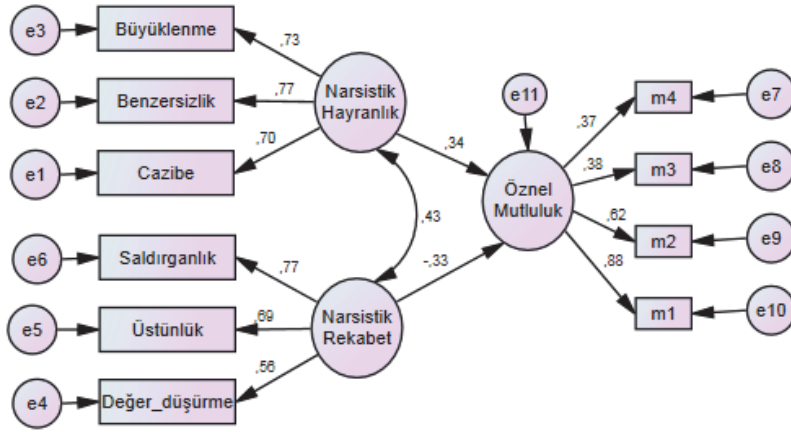 e3
Büyüklenme
,73
Narsistik
Hayranlık
e2
Benzersizlik
,77
e1
Cazibe
,70
e11
,34
Öznel
Mutluluk
,37
m4
e7
,38
m3
e8
,62
m2
e9
,88
m1
e10
,43
-,33
e6
Saldırganlık
,77
Narsistik
Rekabet
e5
Üstünlük
,69
e4
Değer_düşürme
,56